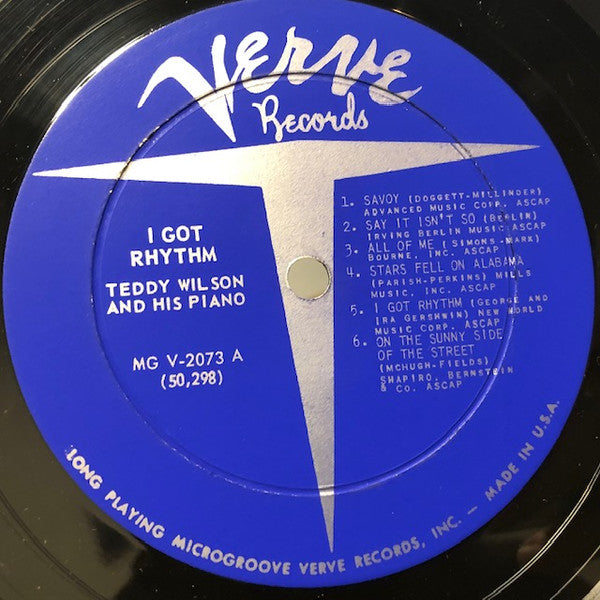 Verve
Records
I GOT
RHYTHM
TEDDY WILSON
AND HIS PIANO
MG V-2073 A
(50,298)
1. SAVOY (DOGGETT-MILLINDER)
ADVANCED MUSIC CORP. ASCAP
2. SAY IT ISN'T SO (BERLIN)
IRVING BERLIN MUSIC ASCAP
3. ALL OF ME (SIMONS-MARK)
BOURNE, INC. ASCAP
4. STARS FELL ON ALABAMA
(PARISH-PERKINS) MILLS
MUSIC, INC. ASCAP
5. I GOT RHYTHM (GEORGE AND
IRA GERSHWIN) NEW WORLD
MUSIC CORP. ASCAP
6. ON THE SUNNY SIDE
OF THE STREET
(MCHUGH-FIELDS)
SHAPIRO, BERNSTEIN
& CO. ASCAP
LONG PLAYING MICROGROOVE VERVE RECORDS, INC. — MADE IN U.S.A.